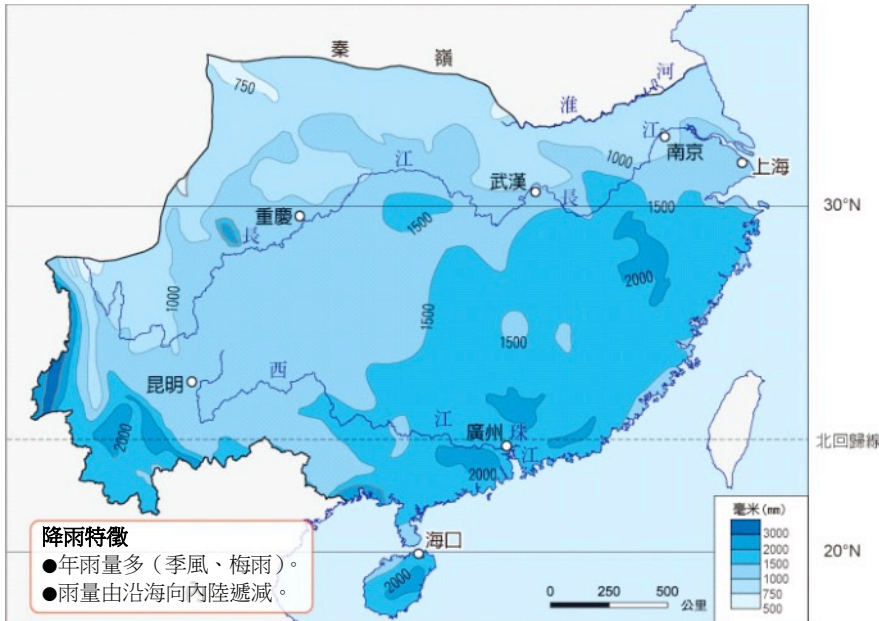 秦
嶺
750
淮
河
江
1000
南京
江
上海
武漢
長
30°N
重慶
1500
1500
長
2000
1000
1500
1500
昆明
西
江
珠
廣州
江
北回歸線
2000
2000
毫米(mm)
3000
2000
1500
1000
750
500
降雨特徵
●年雨量多（季風、梅雨）。
●雨量由沿海向內陸遞減。
海口
20°N
2000
0 250 500
公里